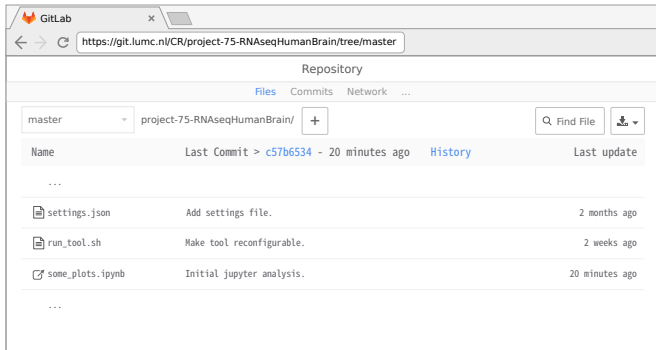 GitLab ×
https://git.lumc.nl/CR/project-75-RNAseqHumanBrain/tree/master
Repository
Files Commits Network ...
master project-75-RNAseqHumanBrain/ + Find File
Name Last Commit > c57b6534 - 20 minutes ago History Last update
...
settings.json Add settings file. 2 months ago
run_tool.sh Make tool reconfigurable. 2 weeks ago
some_plots.ipynb Initial jupyter analysis. 20 minutes ago
...